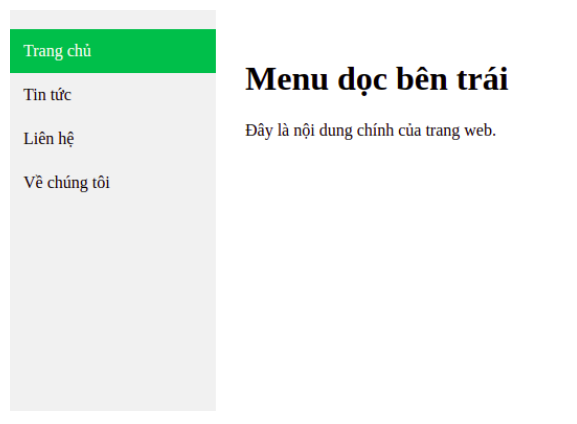 Trang chủ
Tin tức
Liên hệ
Về chúng tôi
Menu dọc bên trái
Đây là nội dung chính của trang web.